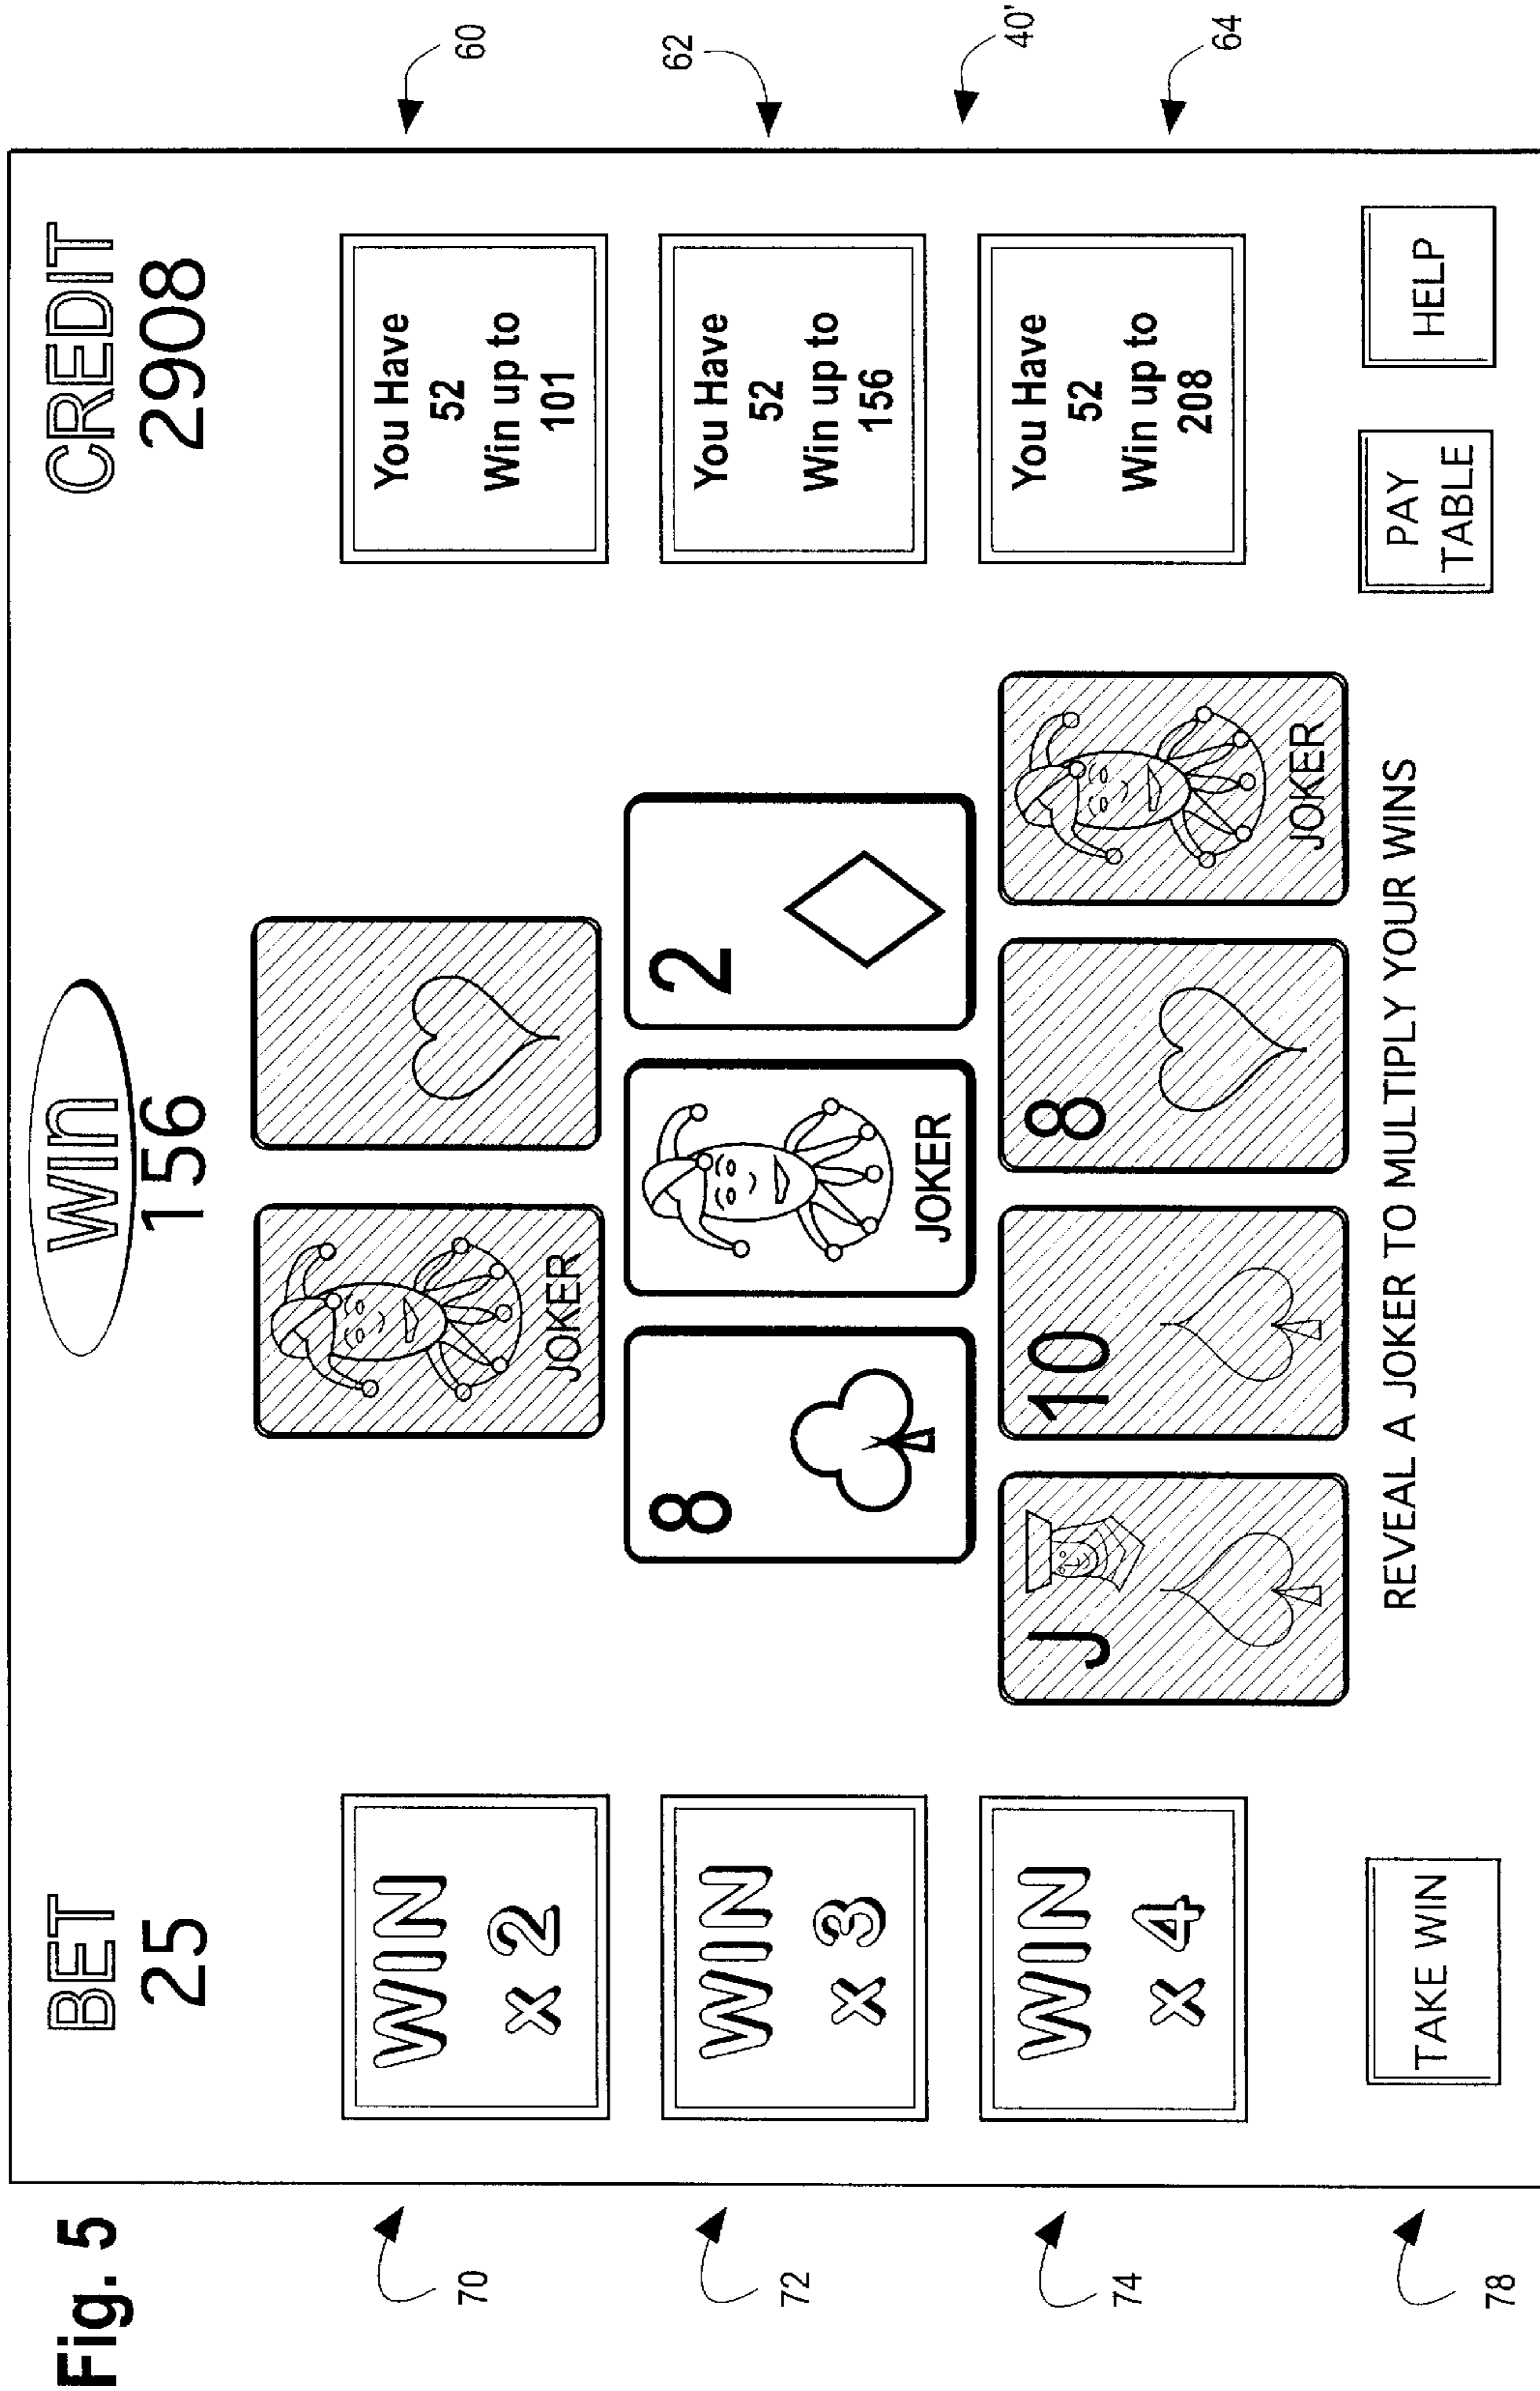 Fig. 5
BET
25
Win
156
CREDIT
2908
70
WIN
x 2
JOKER
You Have
52
Win up to
101
60
72
WIN
x 3
8
JOKER
2
You Have
52
Win up to
156
62
40'
74
WIN
x 4
J
10
8
JOKER
You Have
52
Win up to
208
64
REVEAL A JOKER TO MULTIPLY YOUR WINS
78
TAKE WIN
PAY
TABLE
HELP